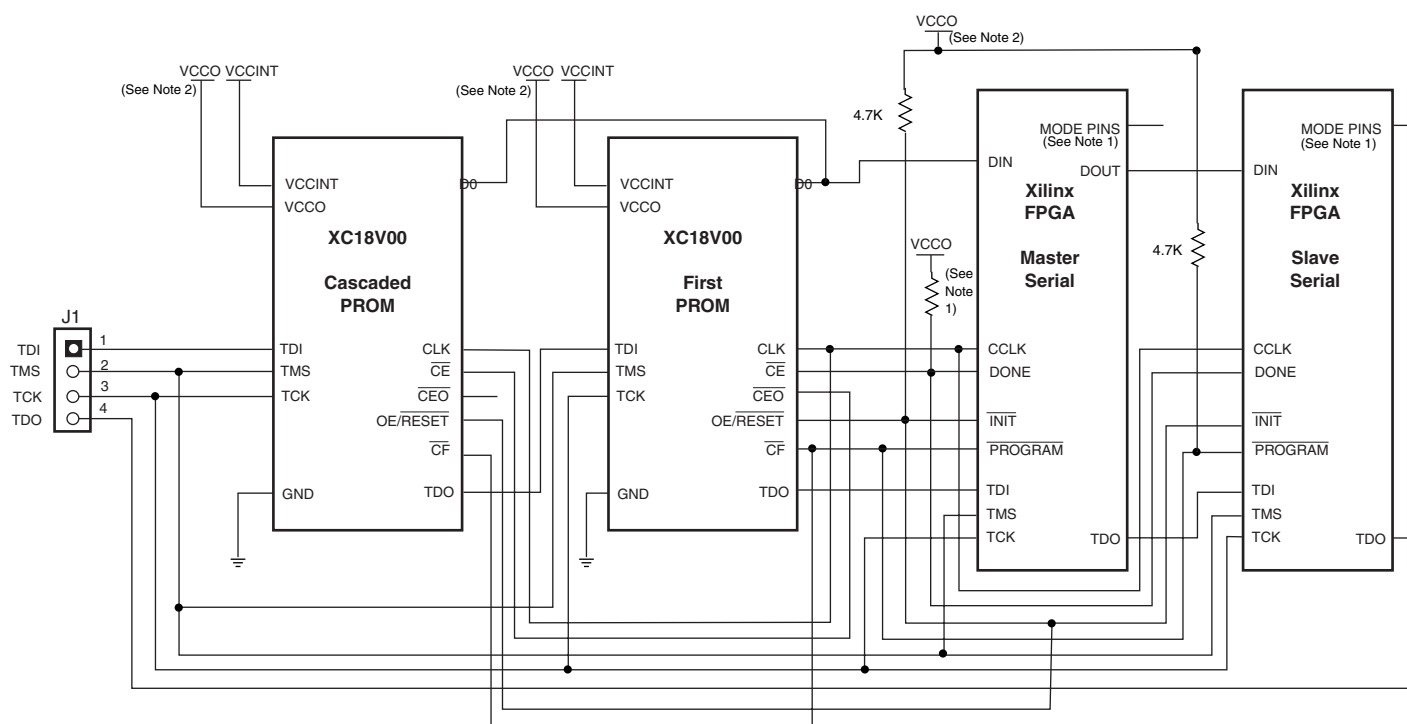 VCCO
(See Note 2)
VCCO VCCINT
(See Note 2)
VCCO VCCINT
(See Note 2)
4.7K
MODE PINS
(See Note 1)
MODE PINS
(See Note 1)
DIN
DOUT
DIN
VCCINT
D0
VCCINT
D0
VCCO
VCCO
Xilinx
FPGA
Master
Serial
Xilinx
FPGA
Slave
Serial
XC18V00
Cascaded
PROM
XC18V00
First
PROM
VCCO
(See
Note
1)
4.7K
J1
TDI
1
TMS
2
TCK
3
TDO
4
TDI
TMS
TCK
GND
CLK
CE
CEO
OE/RESET
CF
TDO
TDI
TMS
TCK
GND
CLK
CE
CEO
OE/RESET
CF
TDO
CCLK
DONE
INIT
PROGRAM
TDI
TMS
TCK
TDO
CCLK
DONE
INIT
PROGRAM
TDI
TMS
TCK
TDO